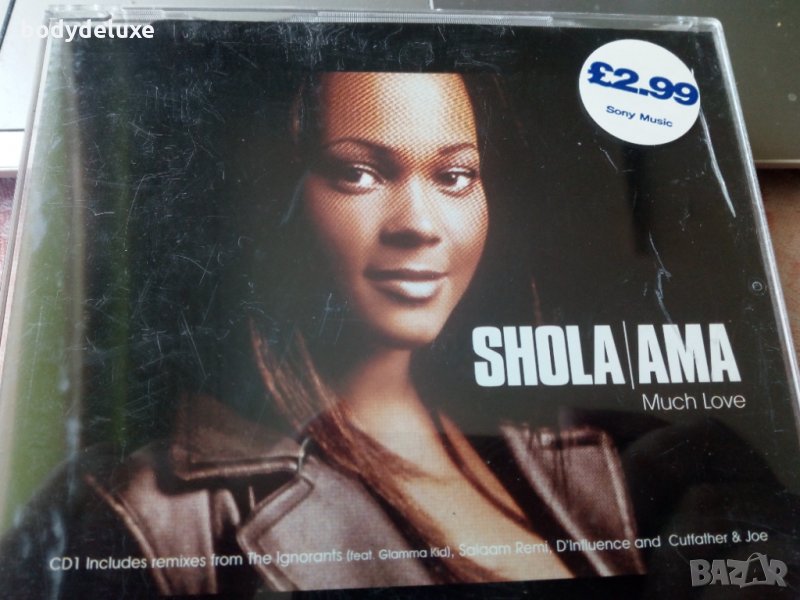 bodydeluxe
£2.99
Sony Music
SHOLA|AMA
Much Love
CD1 Includes remixes from The Ignorants (feat. Glamma Kid), Salaam Remi, D'Influence and Cutfather & Joe
BAZAR